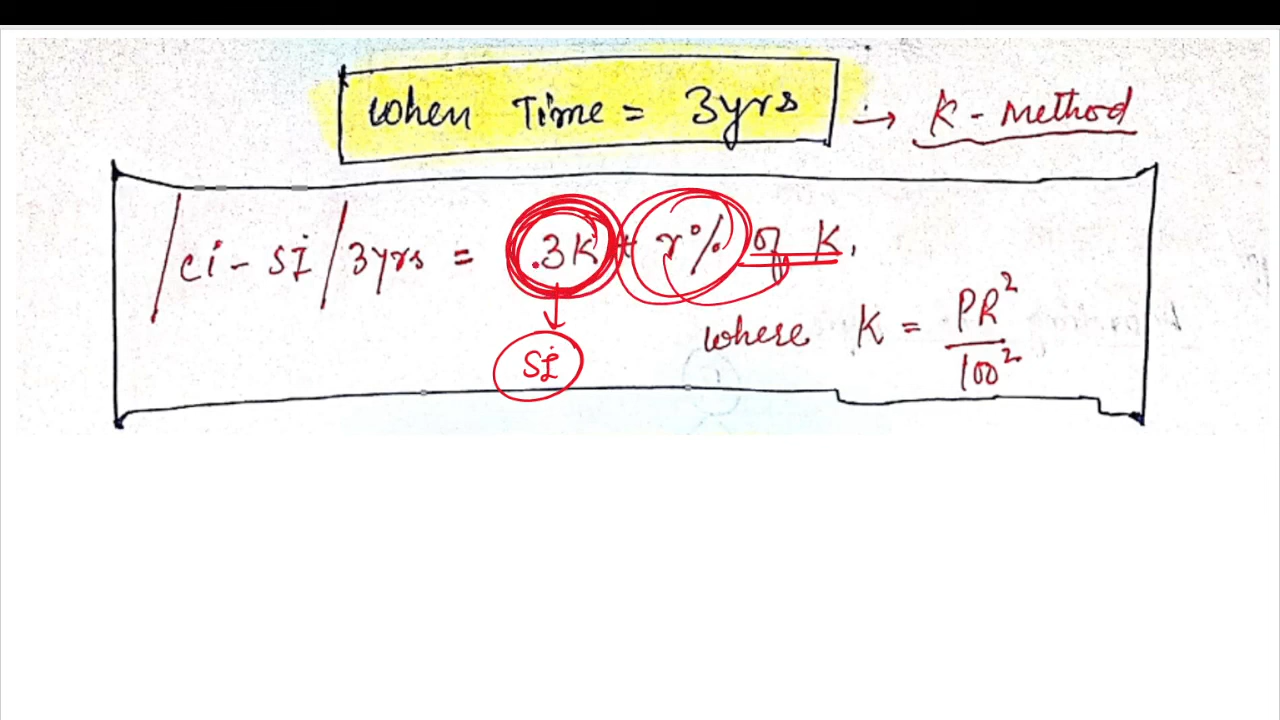 When Time = 3yrs → K - Method
|Ci - SI| 3yrs = .3K + r% of K.
SI
where K = PR²/100²